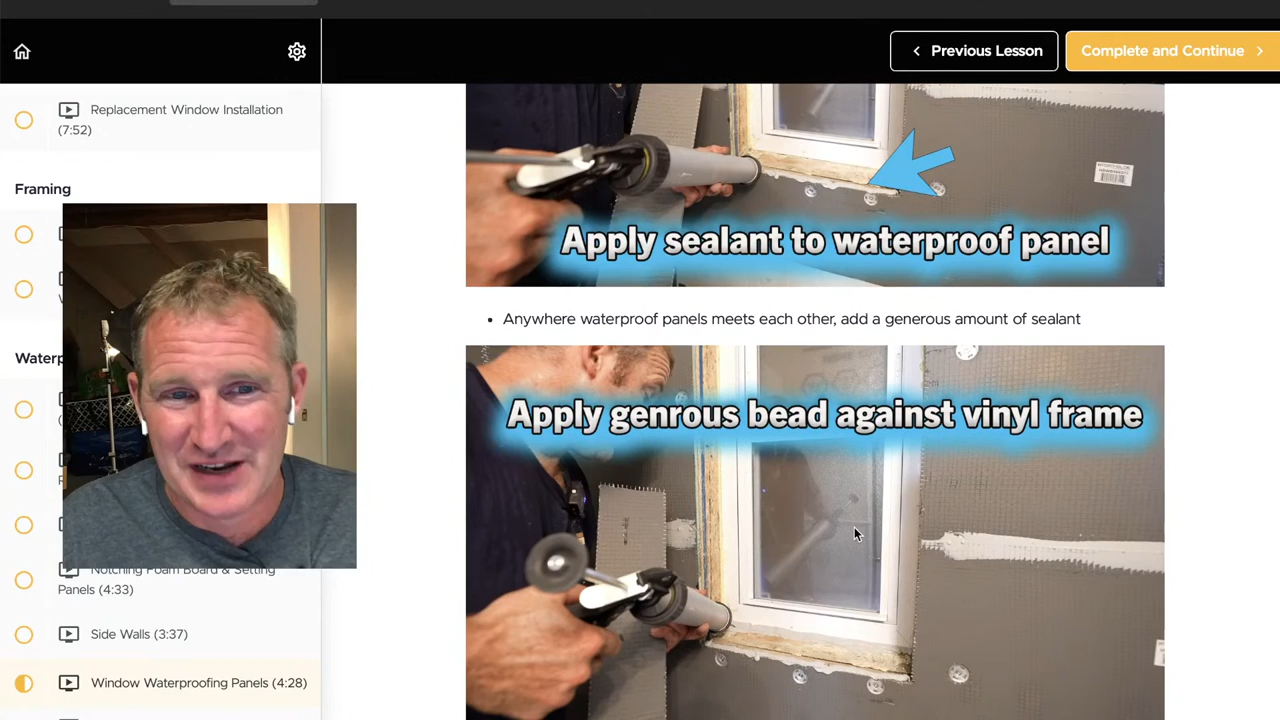 Previous Lesson
Complete and Continue
Replacement Window Installation
(7:52)
Framing
Waterp
Notching Foam Board & Setting
Panels (4:33)
Side Walls (3:37)
Window Waterproofing Panels (4:28)
Apply sealant to waterproof panel
Anywhere waterproof panels meets each other, add a generous amount of sealant
Apply genrous bead against vinyl frame